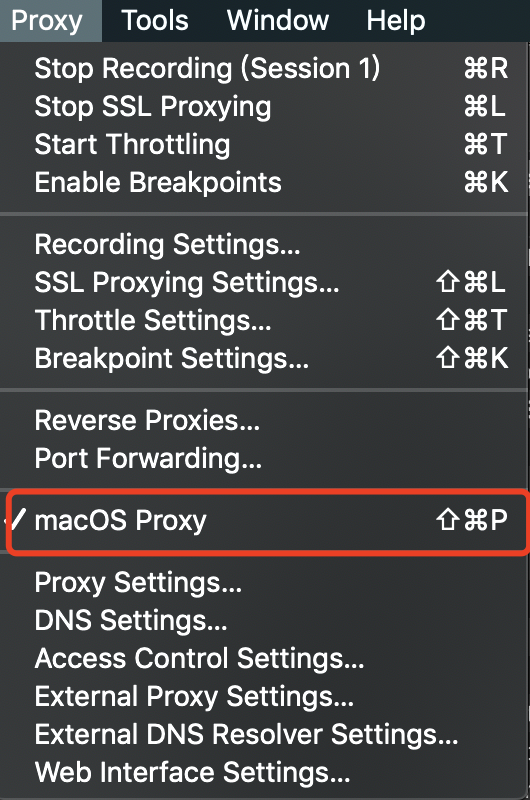 Proxy Tools Window Help
Stop Recording (Session 1) ⌘R
Stop SSL Proxying ⌘L
Start Throttling ⌘T
Enable Breakpoints ⌘K
Recording Settings...
SSL Proxying Settings... ⇧⌘L
Throttle Settings... ⇧⌘T
Breakpoint Settings... ⇧⌘K
Reverse Proxies...
Port Forwarding...
✓ macOS Proxy ⇧⌘P
Proxy Settings...
DNS Settings...
Access Control Settings...
External Proxy Settings...
External DNS Resolver Settings...
Web Interface Settings...